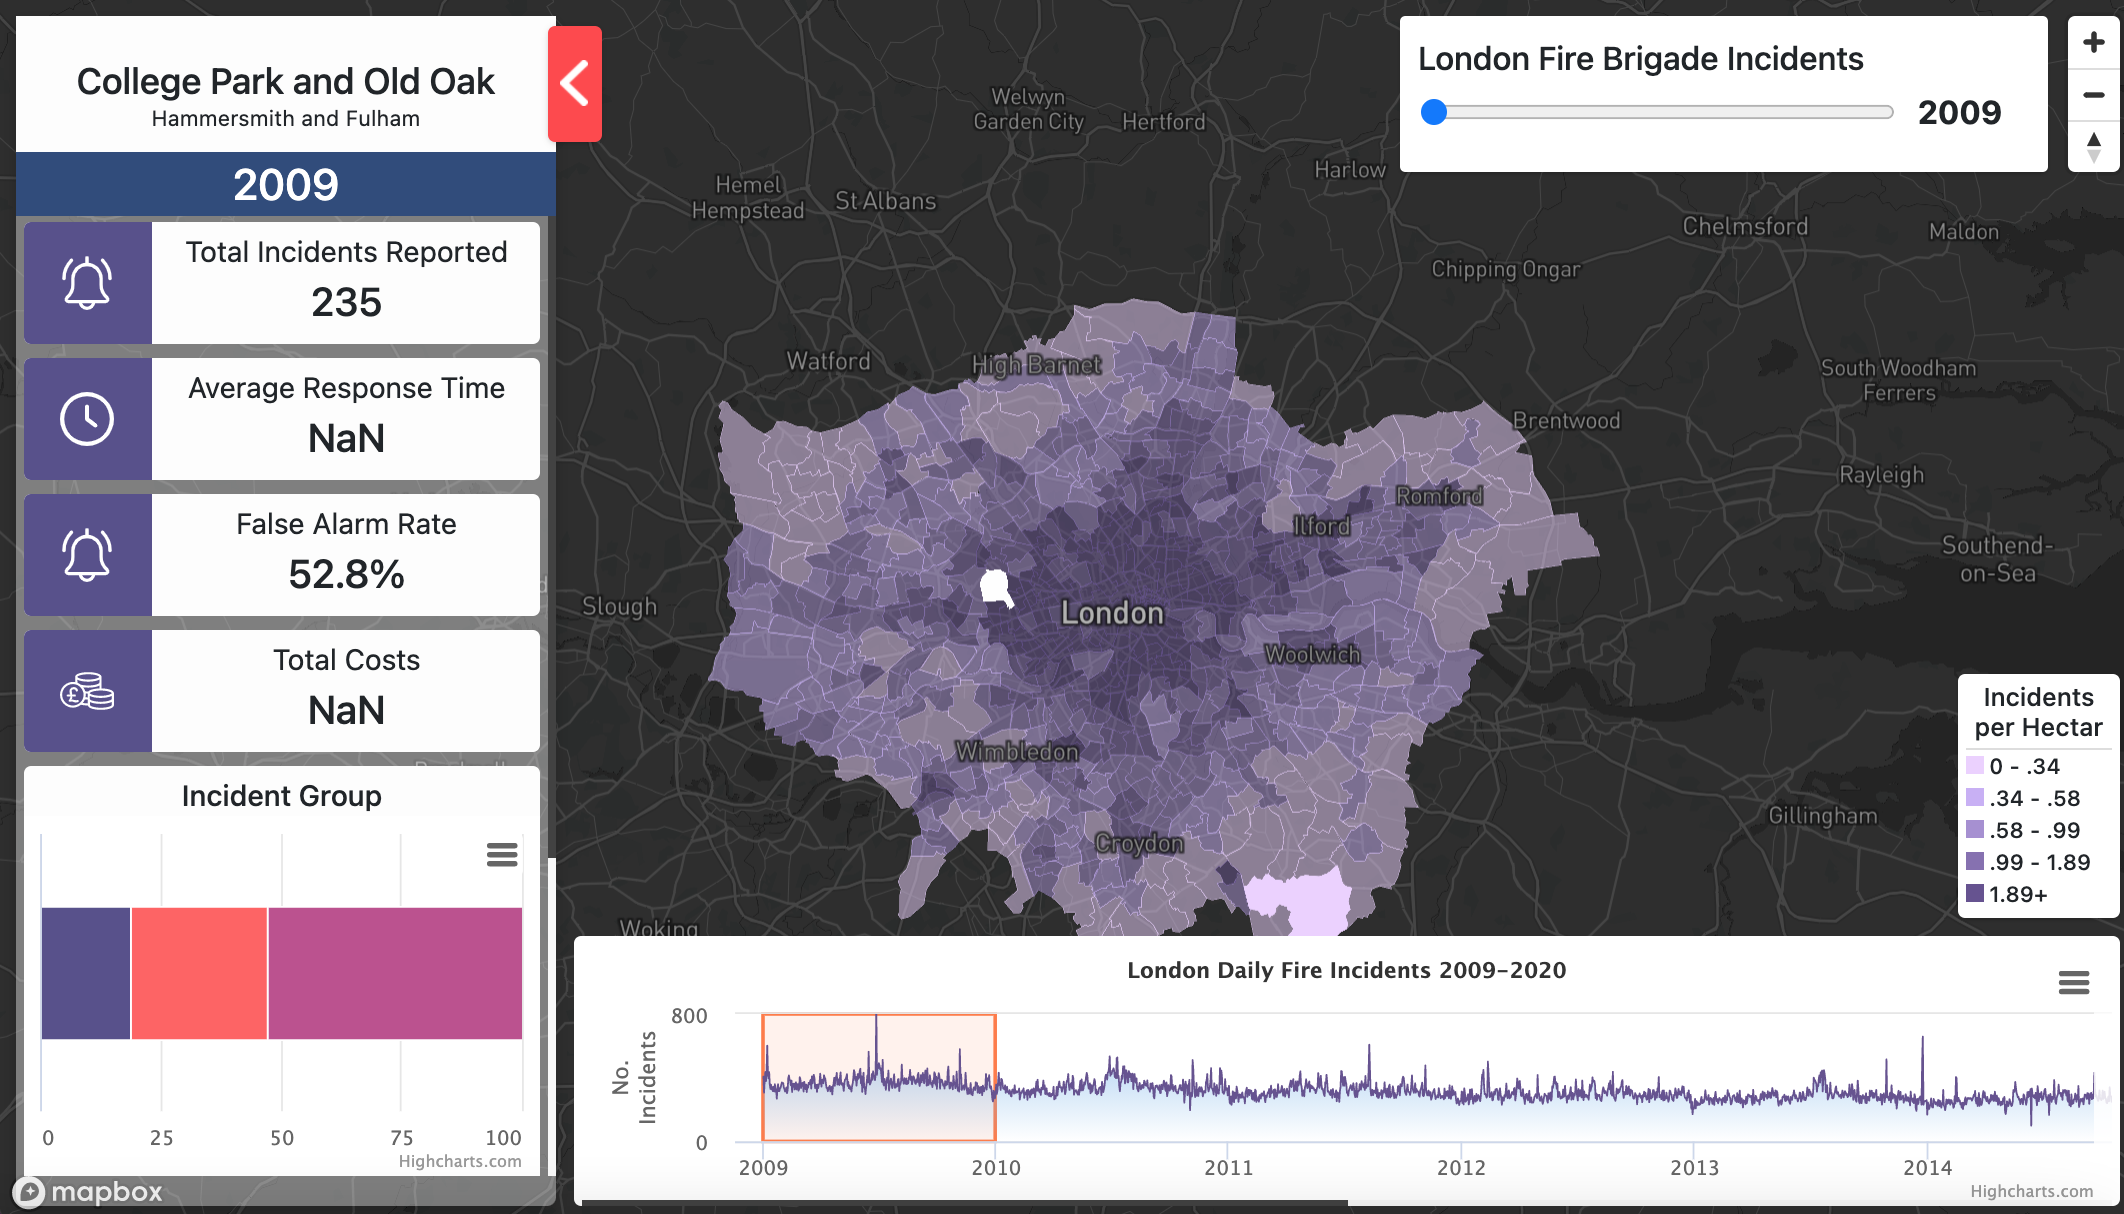 College Park and Old Oak
Hammersmith and Fulham
2009
Total Incidents Reported
235
Average Response Time
NaN
False Alarm Rate
52.8%
Total Costs
NaN
Incident Group
0 25 50 75 100
Highcharts.com
mapbox
London Fire Brigade Incidents
2009
Welwyn
Garden City
Hertford
Harlow
Hemel
Hempstead
St Albans
Chelmsford
Maldon
Chipping Ongar
Watford
High Barnet
South Woodham
Ferrers
Brentwood
Rayleigh
Romford
Ilford
Southend-
on-Sea
Slough
London
Woolwich
Wimbledon
Croydon
Gillingham
Woking
Incidents
per Hectar
0 - .34
.34 - .58
.58 - .99
.99 - 1.89
1.89+
London Daily Fire Incidents 2009-2020
No.
Incidents
800
0
2009 2010 2011 2012 2013 2014
Highcharts.com